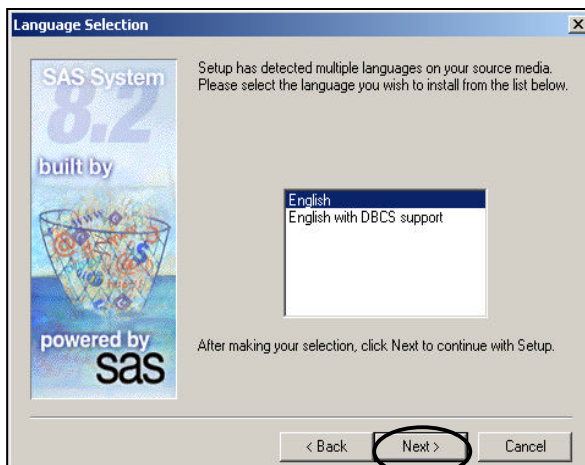 Language Selection
SAS System
8.2
built by
powered by
sas
Setup has detected multiple languages on your source media.
Please select the language you wish to install from the list below.
English
English with DBCS support
After making your selection, click Next to continue with Setup.
< Back
Next >
Cancel